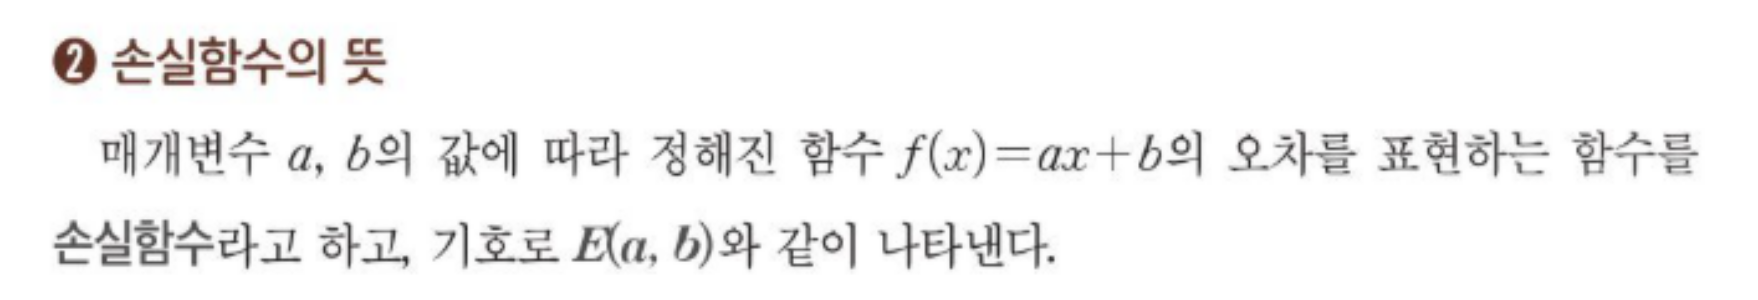 ❷ 손실함수의 뜻
매개변수 a, b의 값에 따라 정해진 함수 f(x)=ax+b의 오차를 표현하는 함수를
손실함수라고 하고, 기호로 E(a, b)와 같이 나타낸다.